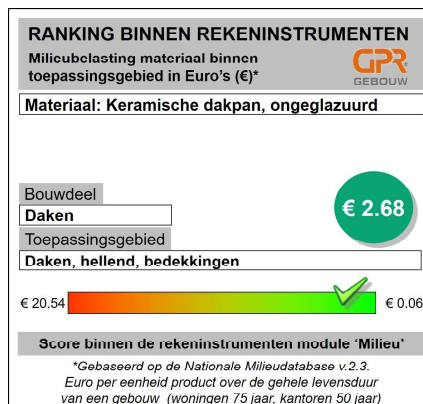 RANKING BINNEN REKENINSTRUMENTEN
Milieubelasting materiaal binnen
toepassingsgebied in Euro's (€)*
GPR
GEBOUW
Materiaal: Keramische dakpan, ongeglazuurd
Bouwdeel
Daken
€ 2.68
Toepassingsgebied
Daken, hellend, bedekkingen
€ 20.54
€ 0.06
Score binnen de rekeninstrumenten module 'Milieu'
*Gebaseerd op de Nationale Milieudatabase v.2.3.
Euro per eenheid product over de gehele levensduur
van een gebouw (woningen 75 jaar, kantoren 50 jaar)